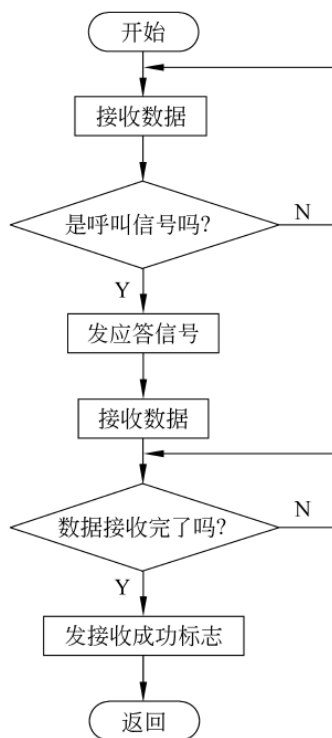 开始
接收数据
是呼叫信号吗?
N
Y
发应答信号
接收数据
数据接收完了吗?
N
Y
发接收成功标志
返回